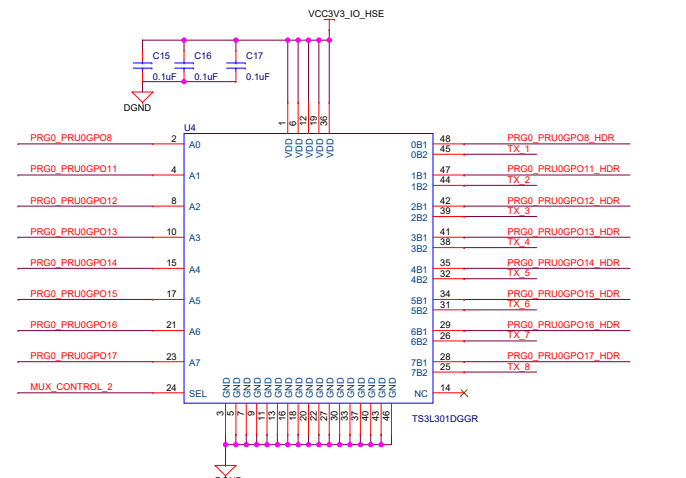 VCC3V3_IO_HSE
C15
C16
C17
0.1uF
0.1uF
0.1uF
DGND
U4
1
6
12
19
36
VDD
VDD
VDD
VDD
VDD
PRG0_PRU0GPO8 2 A0
0B1 48 PRG0_PRU0GPO8_HDR
0B2 45 TX_1
PRG0_PRU0GPO11 4 A1
1B1 47 PRG0_PRU0GPO11_HDR
1B2 44 TX_2
PRG0_PRU0GPO12 8 A2
2B1 42 PRG0_PRU0GPO12_HDR
2B2 39 TX_3
PRG0_PRU0GPO13 10 A3
3B1 41 PRG0_PRU0GPO13_HDR
3B2 38 TX_4
PRG0_PRU0GPO14 15 A4
4B1 35 PRG0_PRU0GPO14_HDR
4B2 32 TX_5
PRG0_PRU0GPO15 17 A5
5B1 34 PRG0_PRU0GPO15_HDR
5B2 31 TX_6
PRG0_PRU0GPO16 21 A6
6B1 29 PRG0_PRU0GPO16_HDR
6B2 26 TX_7
PRG0_PRU0GPO17 23 A7
7B1 28 PRG0_PRU0GPO17_HDR
7B2 25 TX_8
MUX_CONTROL_2 24 SEL
NC 14
GND GND GND GND GND GND GND GND GND GND GND GND GND GND GND GND GND
3 5 7 9 11 13 16 18 20 22 27 30 33 37 40 43 46
TS3L301DGGR